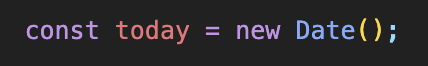 const today = new Date();